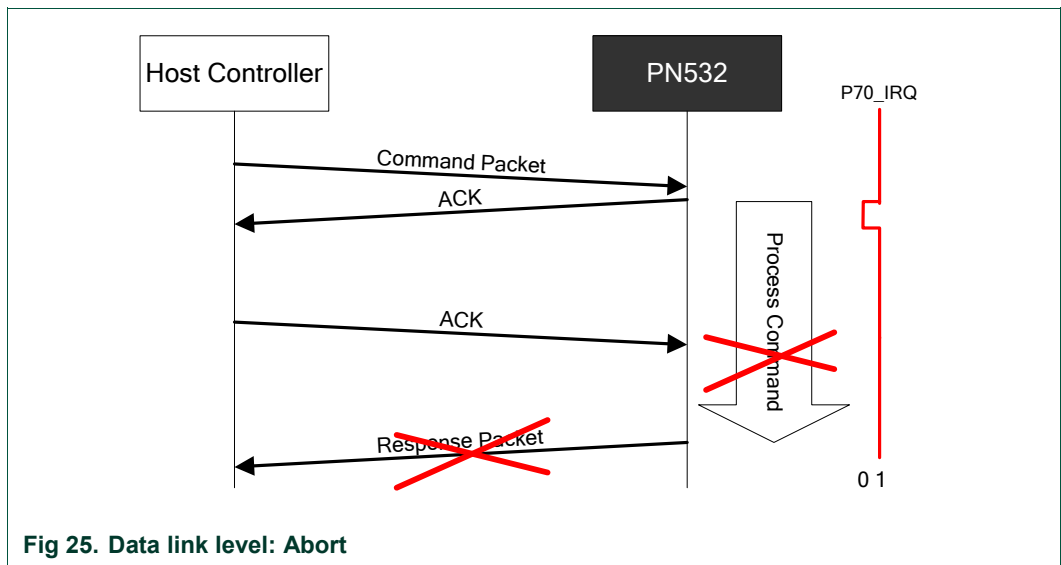 Host Controller
PN532
P70_IRQ
Command Packet
ACK
Process Command
ACK
Response Packet
0 1
Fig 25. Data link level: Abort